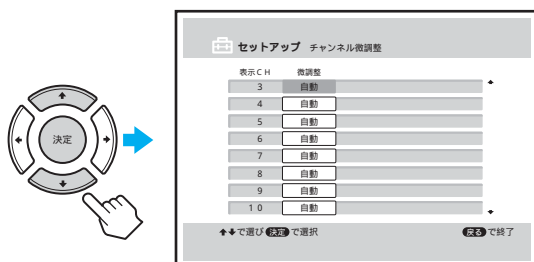 決定
セットアップ チャンネル微調整
表示CH 微調整
3 自動
4 自動
5 自動
6 自動
7 自動
8 自動
9 自動
10 自動
で選び 決定 で選択 戻る で終了